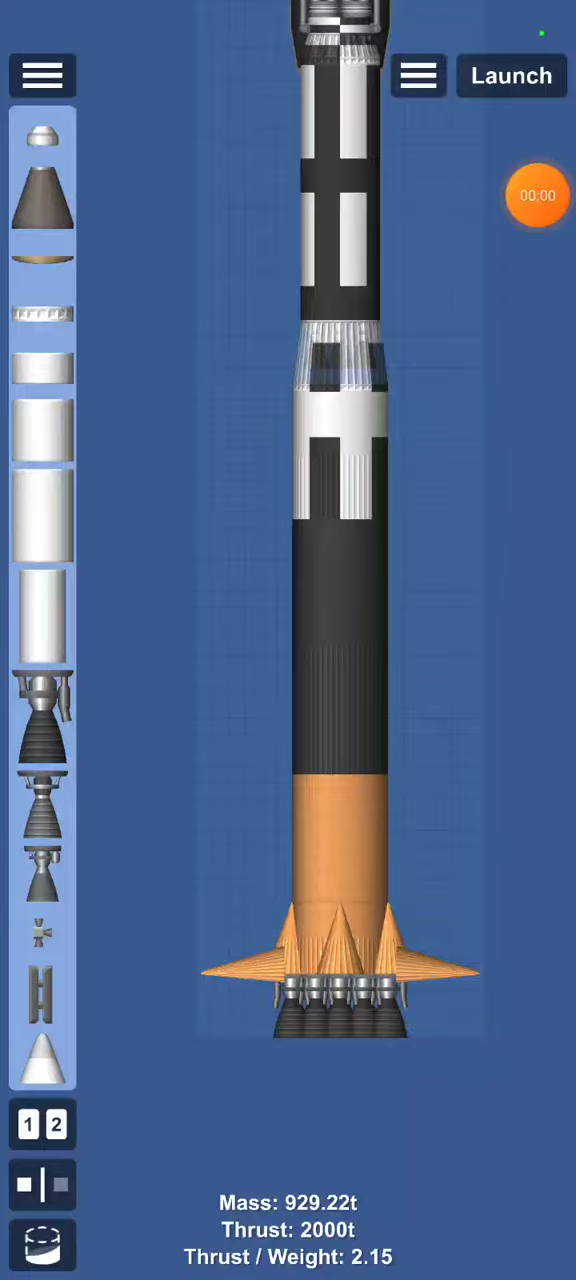 Launch
00:00
1 2
Mass: 929.22t
Thrust: 2000t
Thrust / Weight: 2.15